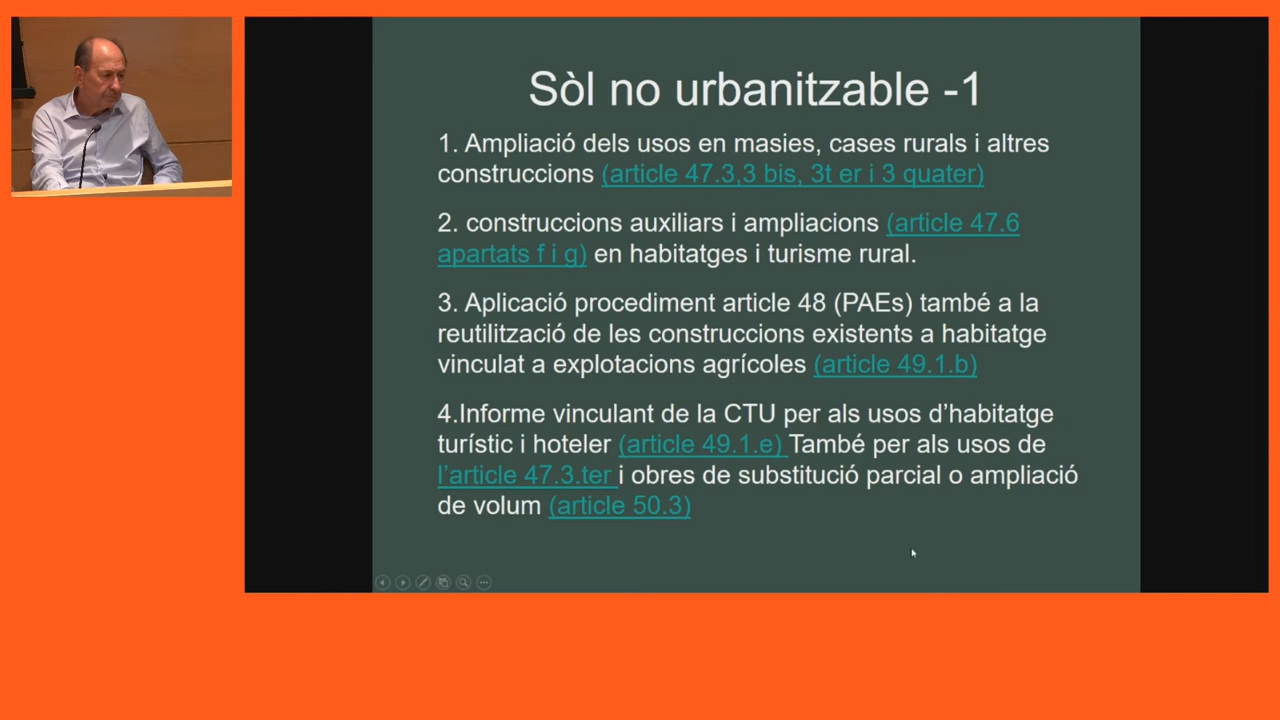 Sòl no urbanitzable -1
1. Ampliació dels usos en masies, cases rurals i altres
construccions (article 47.3,3 bis, 3t er i 3 quater)
2. construccions auxiliars i ampliacions (article 47.6
apartats f i g) en habitatges i turisme rural.
3. Aplicació procediment article 48 (PAEs) també a la
reutilització de les construccions existents a habitatge
vinculat a explotacions agrícoles (article 49.1.b)
4.Informe vinculant de la CTU per als usos d’habitatge
turístic i hoteler (article 49.1.e) També per als usos de
l’article 47.3.ter i obres de substitució parcial o ampliació
de volum (article 50.3)